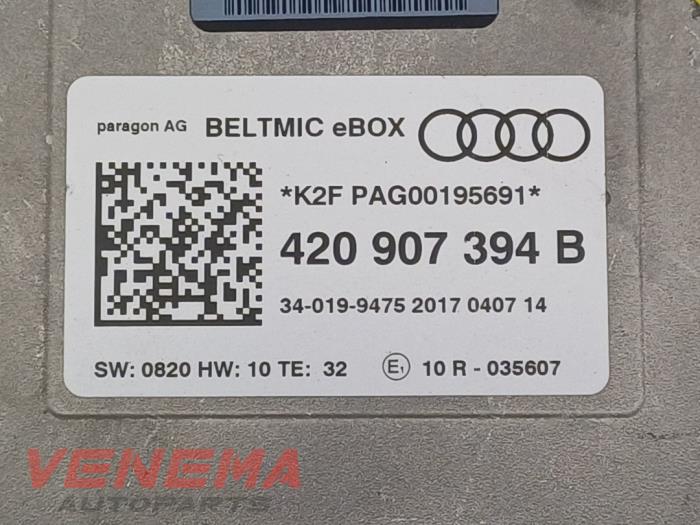 paragon AG BELTMIC eBOX
*K2F PAG00195691*
420 907 394 B
34-019-9475 2017 0407 14
SW: 0820 HW: 10 TE: 32 E1 10 R - 035607
VENEMA
AUTOPARTS